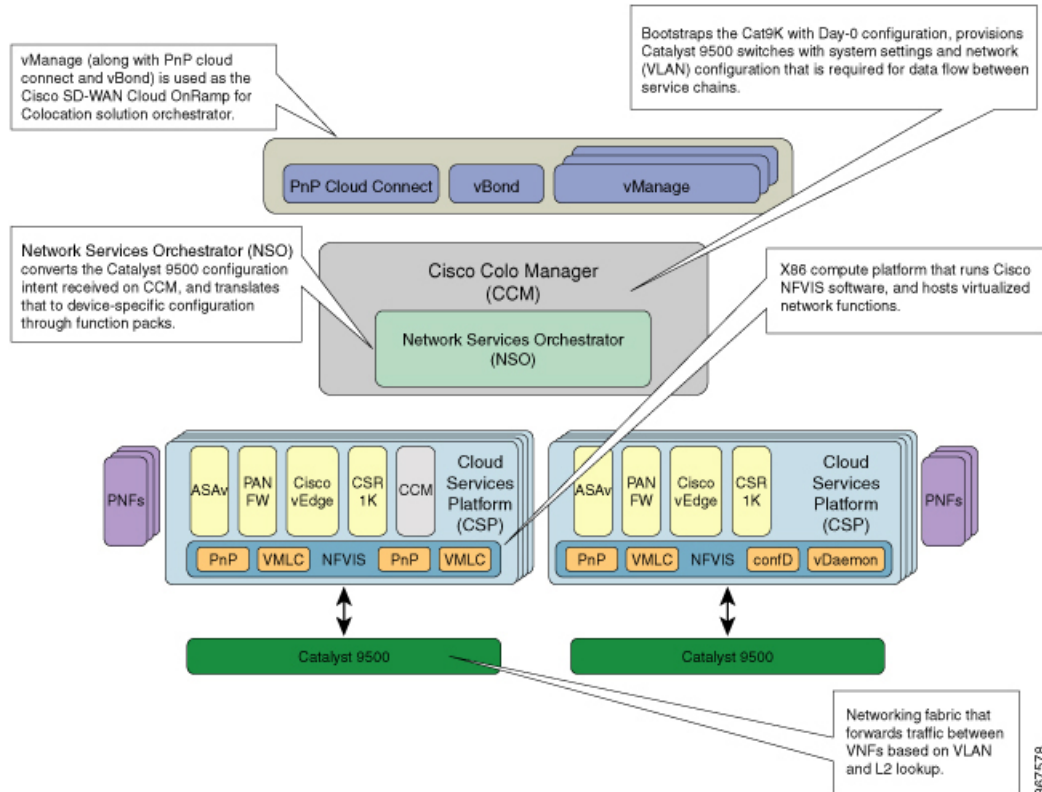 vManage (along with PnP cloud
connect and vBond) is used as the
Cisco SD-WAN Cloud OnRamp for
Colocation solution orchestrator.
Bootstraps the Cat9K with Day-0 configuration, provisions
Catalyst 9500 switches with system settings and network
(VLAN) configuration that is required for data flow between
service chains.
PnP Cloud Connect
vBond
vManage
Network Services Orchestrator (NSO)
converts the Catalyst 9500 configuration
intent received on CCM, and translates
that to device-specific configuration
through function packs.
Cisco Colo Manager
(CCM)
Network Services Orchestrator
(NSO)
X86 compute platform that runs Cisco
NFVIS software, and hosts virtualized
network functions.
PNFs
ASAv
PAN
FW
Cisco
vEdge
CSR
1K
CCM
Cloud
Services
Platform
(CSP)
PnP
VMLC
NFVIS
PnP
VMLC
ASAv
PAN
FW
Cisco
vEdge
CSR
1K
Cloud
Services
Platform
(CSP)
PnP
VMLC
NFVIS
confD
vDaemon
PNFs
Catalyst 9500
Catalyst 9500
Networking fabric that
forwards traffic between
VNFs based on VLAN
and L2 lookup.
367578